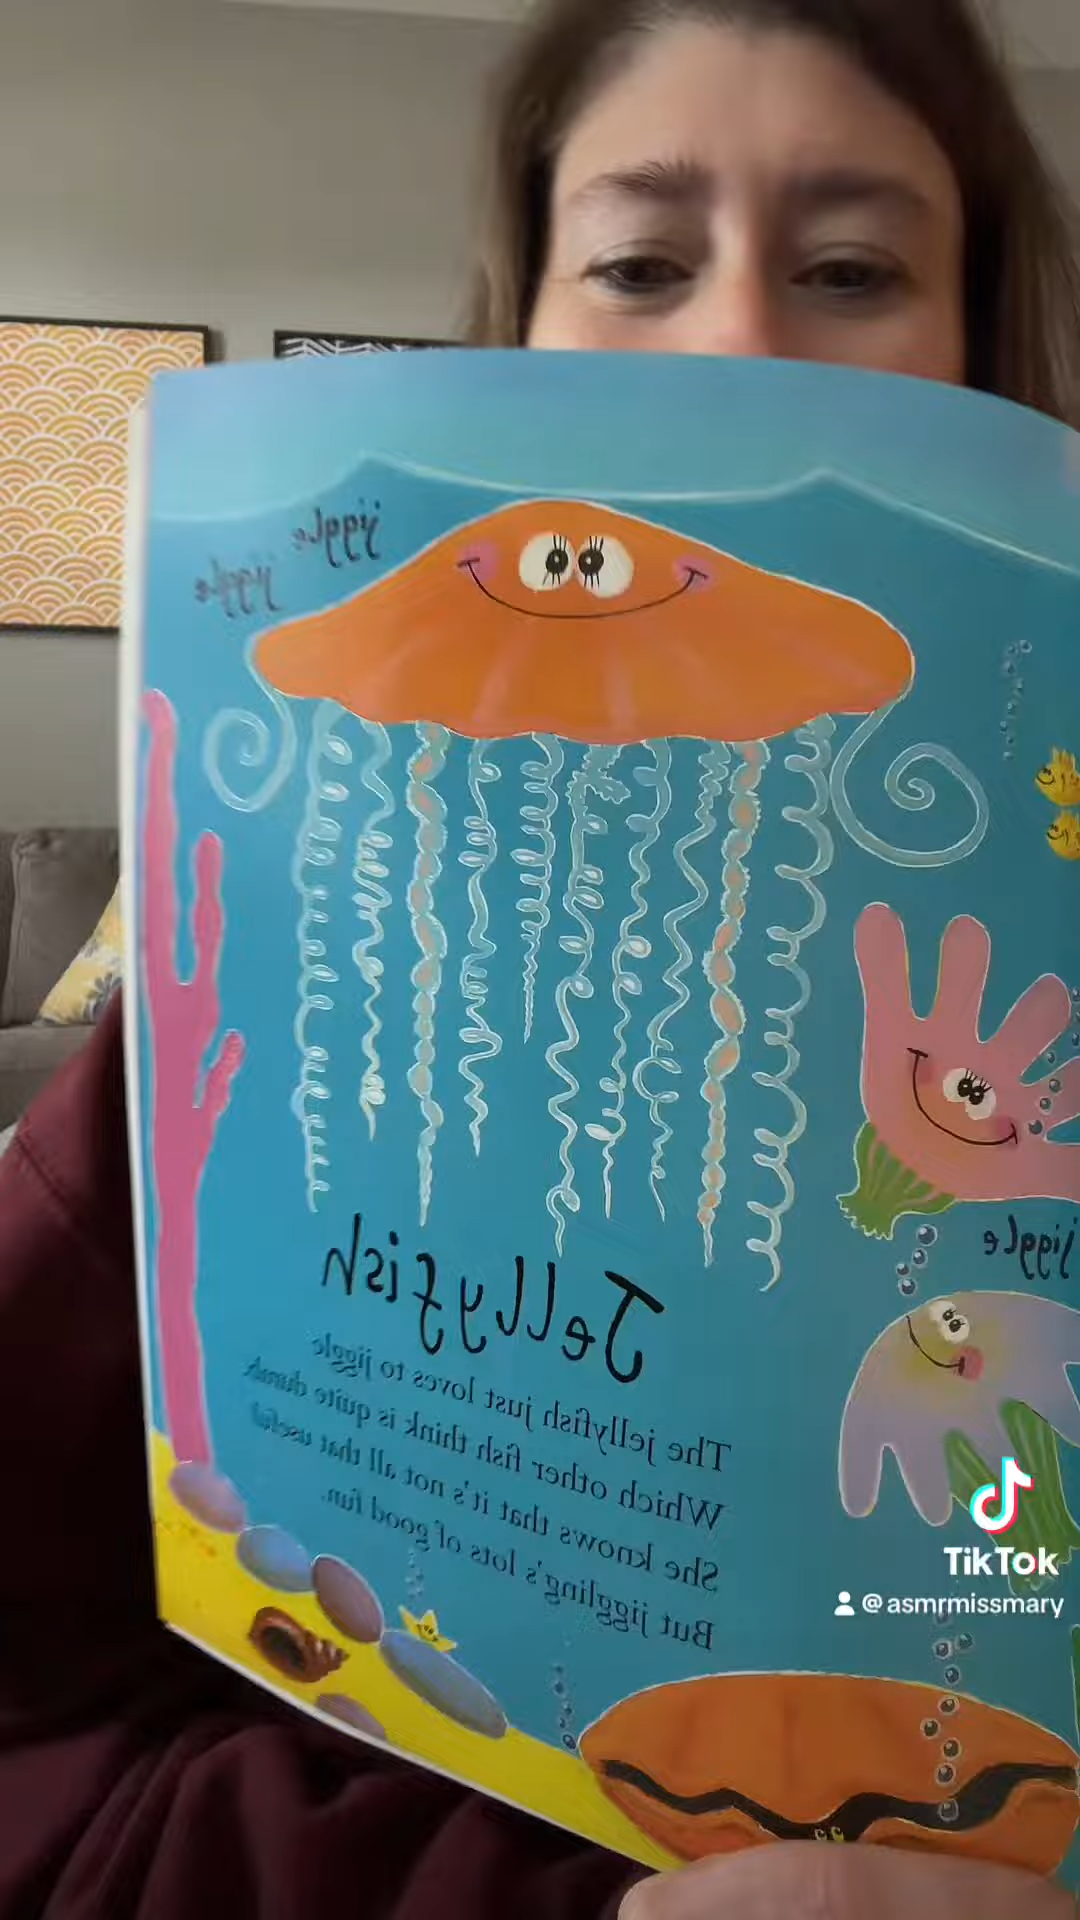 jiggle
jiggle
jiggle
Jellyfish
The jellyfish just loves to jiggle
Which other fish think is quite dumb
She knows that it's not all that useful
But jiggling's lots of good fun.
TikTok
@asmrmissmary